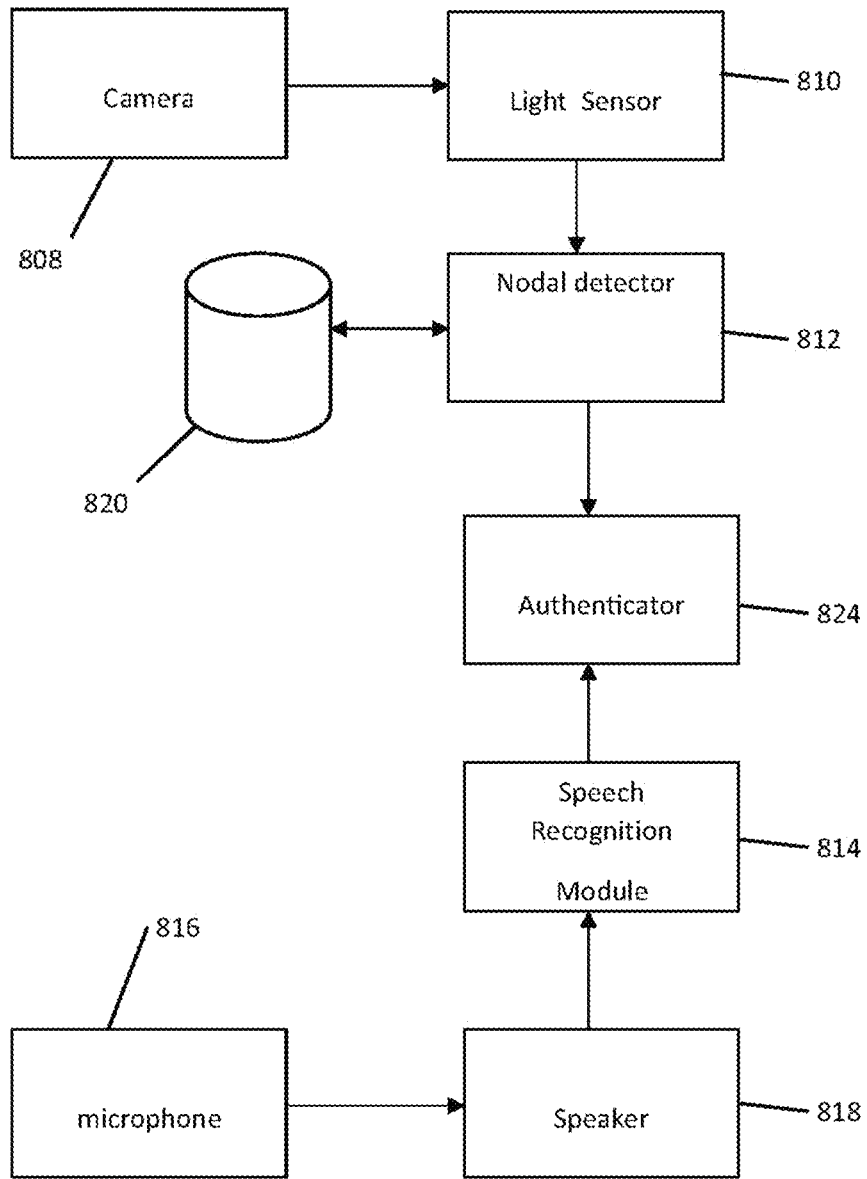 Camera
Light Sensor
810
808
Nodal detector
812
820
Authenticator
824
Speech
Recognition
Module
814
816
microphone
Speaker
818